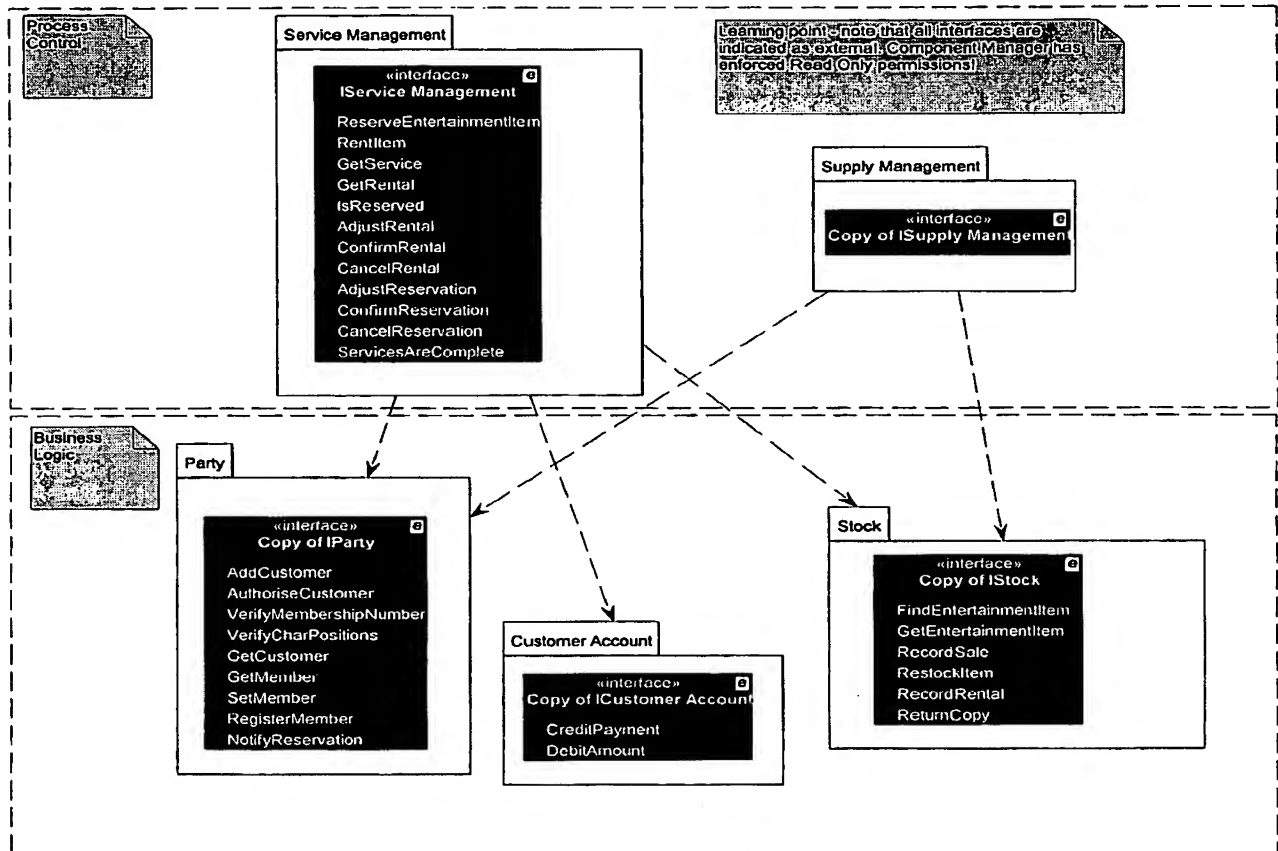 Process
Control
Service Management
«interface»
e
IService Management
ReserveEntertainmentItem
RentItem
GetService
GetRental
IsReserved
AdjustRental
ConfirmRental
CancelRental
AdjustReservation
ConfirmReservation
CancelReservation
ServicesAreComplete
Learning point - note that all interfaces are
indicated as external. Component Manager has
enforced Read Only permissions!
Supply Management
«interface»
e
Copy of ISupply Management
Business
Logic
Party
«interface»
e
Copy of IParty
AddCustomer
AuthoriseCustomer
VerifyMembershipNumber
VerifyCharPositions
GetCustomer
GetMember
SetMember
RegisterMember
NotifyReservation
Customer Account
«interface»
e
Copy of ICustomer Account
CreditPayment
DebitAmount
Stock
«interface»
e
Copy of IStock
FindEntertainmentItem
GetEntertainmentItem
RecordSale
RestockItem
RecordRental
ReturnCopy